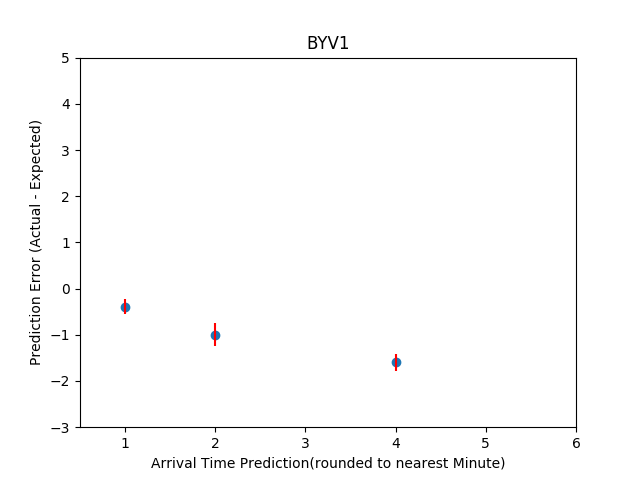 BYV1
5
4
3
2
1
0
−1
−2
−3
Prediction Error (Actual - Expected)
1 2 3 4 5 6
Arrival Time Prediction(rounded to nearest Minute)